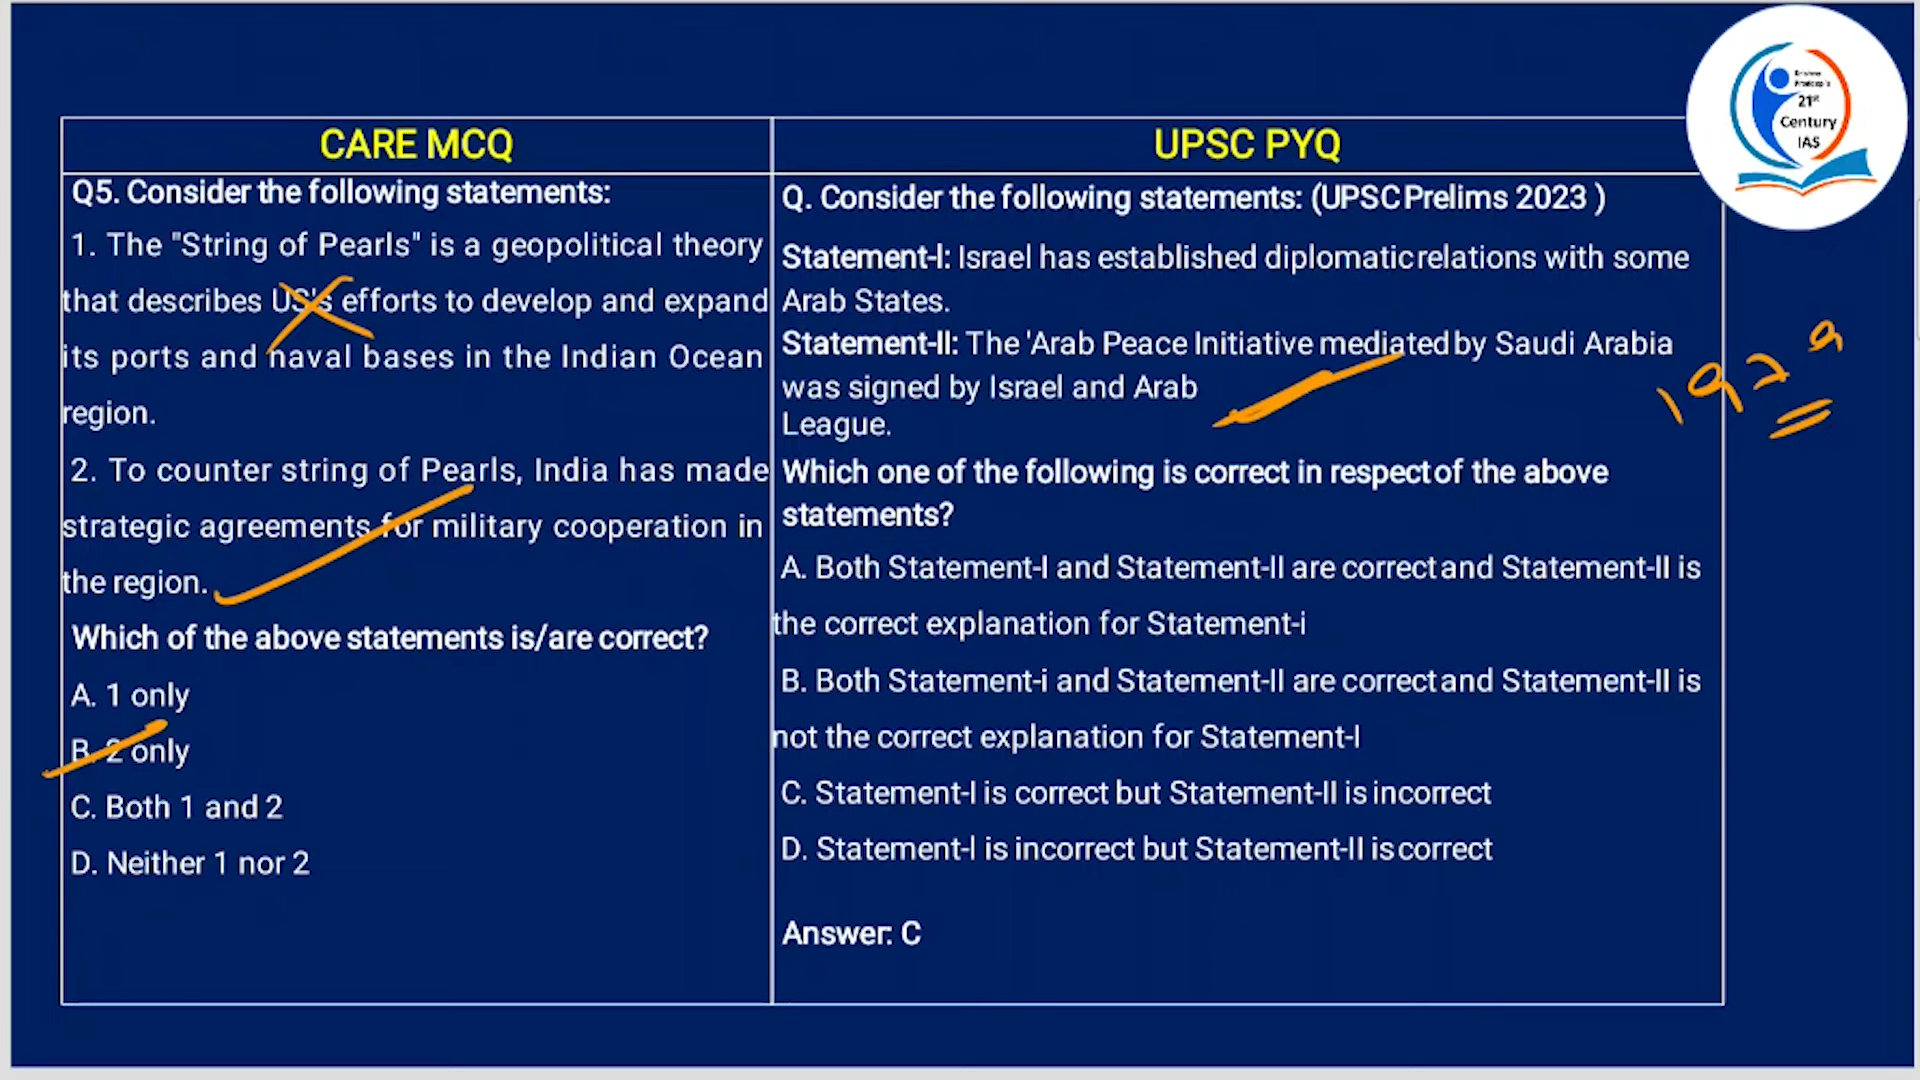 CARE MCQ
Q5. Consider the following statements:
1. The "String of Pearls" is a geopolitical theory
that describes US's efforts to develop and expand
its ports and naval bases in the Indian Ocean
region.
2. To counter string of Pearls, India has made
strategic agreements for military cooperation in
the region.
Which of the above statements is/are correct?
A. 1 only
B. 2 only
C. Both 1 and 2
D. Neither 1 nor 2
UPSC PYQ
Q. Consider the following statements: (UPSC Prelims 2023 )
Statement-I: Israel has established diplomatic relations with some
Arab States.
Statement-II: The 'Arab Peace Initiative mediated by Saudi Arabia
was signed by Israel and Arab
League.
Which one of the following is correct in respect of the above
statements?
A. Both Statement-I and Statement-II are correct and Statement-II is
the correct explanation for Statement-i
B. Both Statement-i and Statement-II are correct and Statement-II is
not the correct explanation for Statement-I
C. Statement-I is correct but Statement-II is incorrect
D. Statement-I is incorrect but Statement-II is correct
Answer: C
Krishna
Pradeep's
21st
Century
IAS